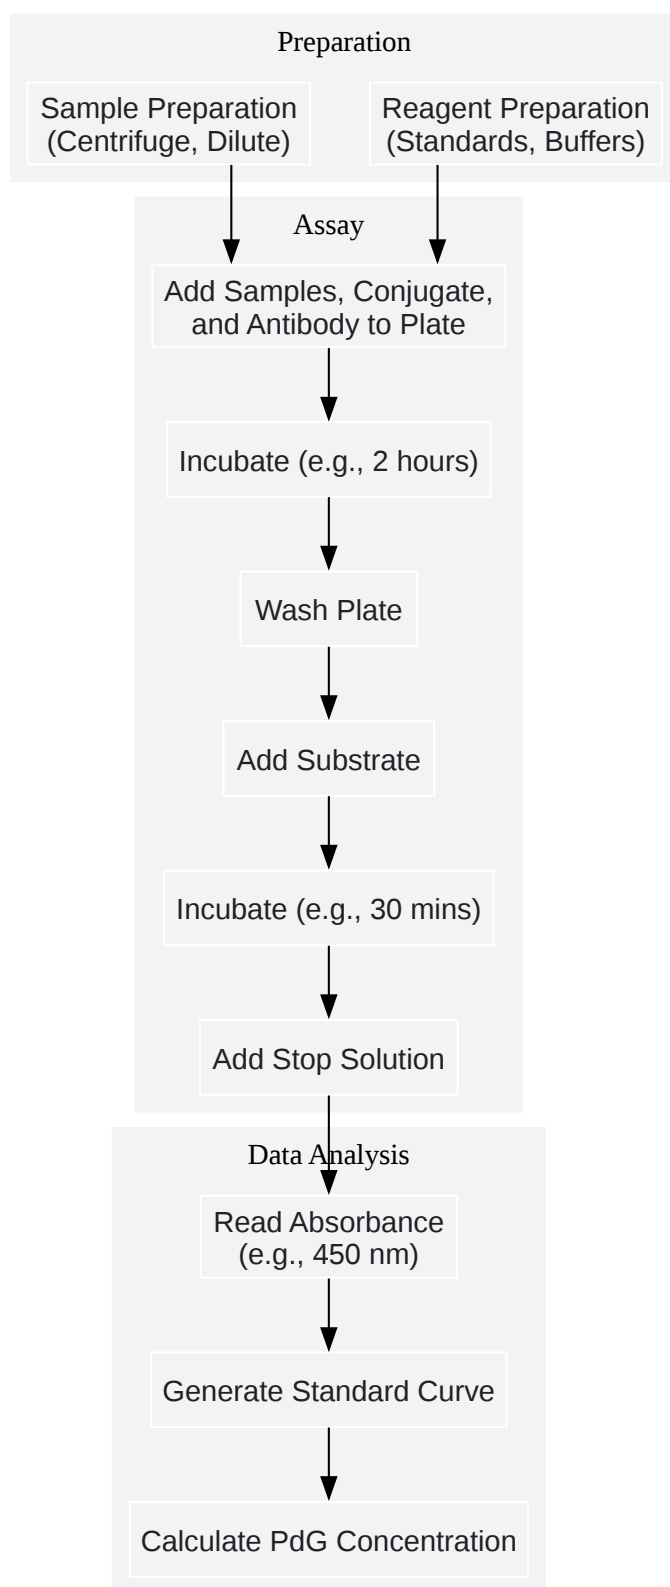 Preparation
Sample Preparation
(Centrifuge, Dilute)
Reagent Preparation
(Standards, Buffers)
Assay
Add Samples, Conjugate,
and Antibody to Plate
Incubate (e.g., 2 hours)
Wash Plate
Add Substrate
Incubate (e.g., 30 mins)
Add Stop Solution
Data Analysis
Read Absorbance
(e.g., 450 nm)
Generate Standard Curve
Calculate PdG Concentration